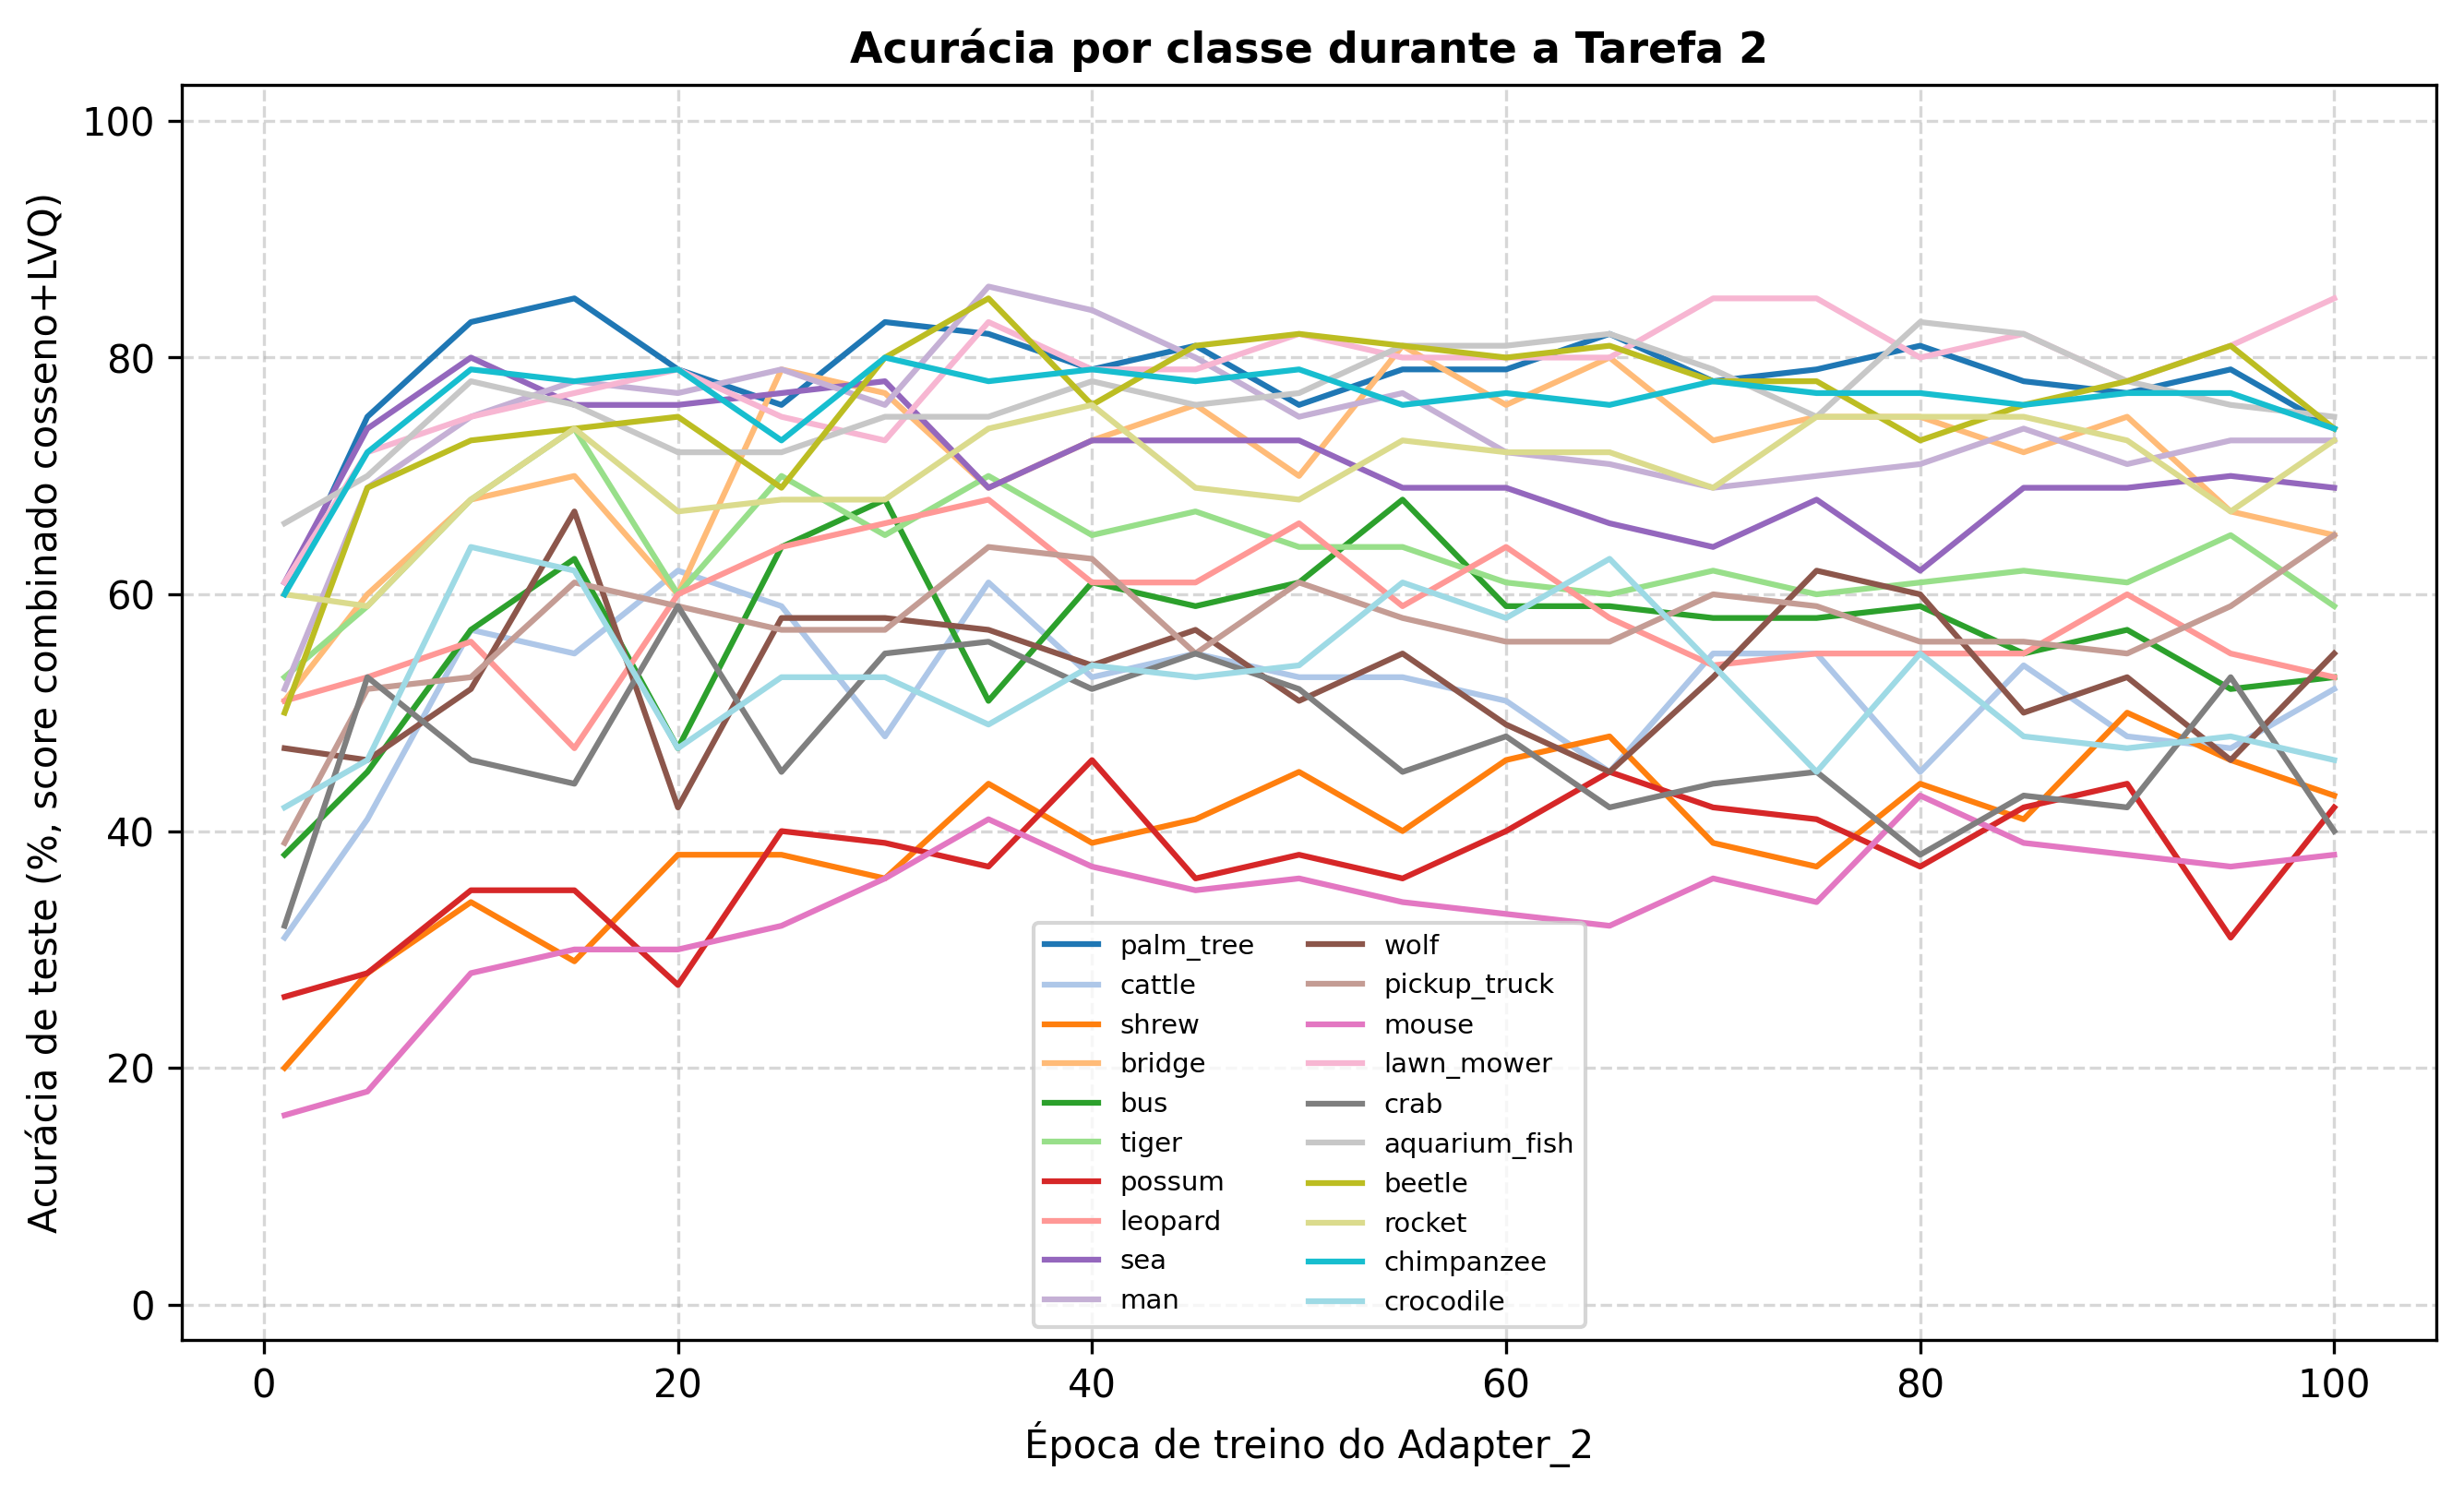 Acurácia por classe durante a Tarefa 2
Acurácia de teste (%, score combinado cosseno+LVQ)
100
80
60
40
20
0
palm_tree
cattle
shrew
bridge
bus
tiger
possum
leopard
sea
man
wolf
pickup_truck
mouse
lawn_mower
crab
aquarium_fish
beetle
rocket
chimpanzee
crocodile
0 20 40 60 80 100
Época de treino do Adapter_2